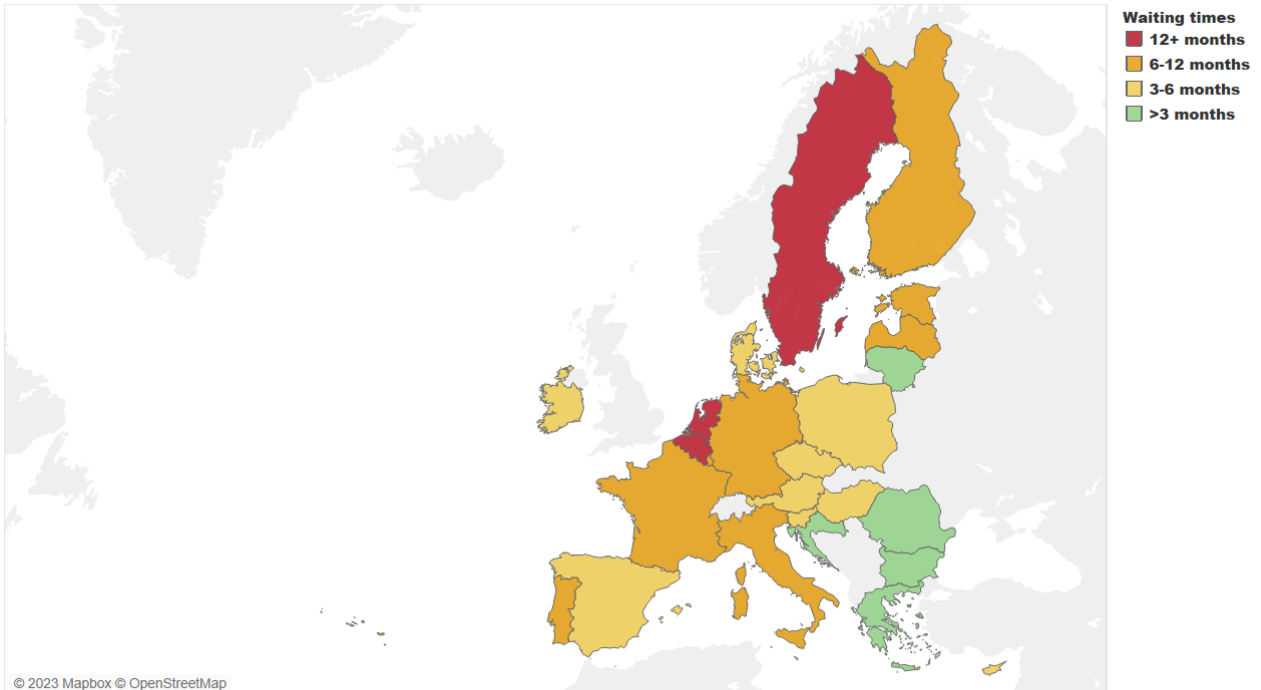 Waiting times
12+ months
6-12 months
3-6 months
>3 months
© 2023 Mapbox © OpenStreetMap